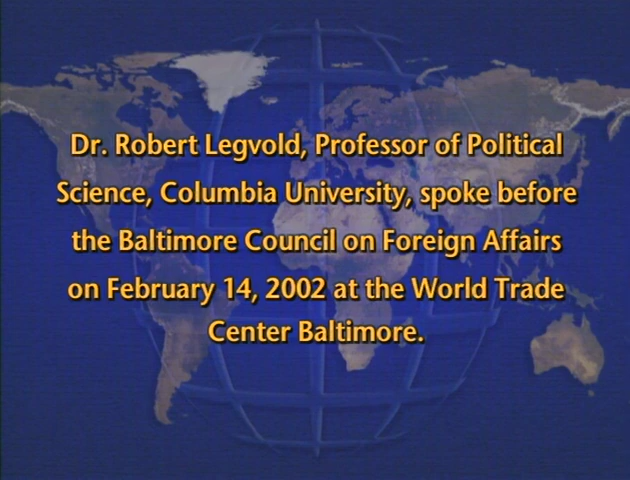 Dr. Robert Legvold, Professor of Political
Science, Columbia University, spoke before
the Baltimore Council on Foreign Affairs
on February 14, 2002 at the World Trade
Center Baltimore.